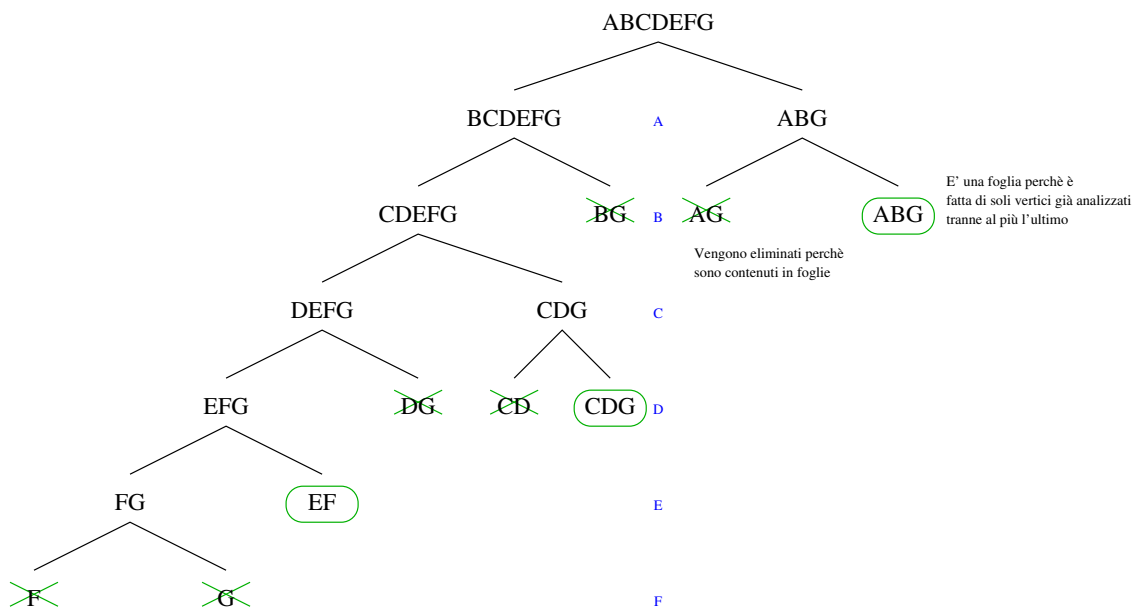 ABCDEFG
BCDEFG A ABG
CDEFG BG B AG ABG
E' una foglia perchè è
fatta di soli vertici già analizzati
tranne al più l'ultimo
Vengono eliminati perchè
sono contenuti in foglie
DEFG CDG C
EFG DG CD CDG D
FG EF E
F G F